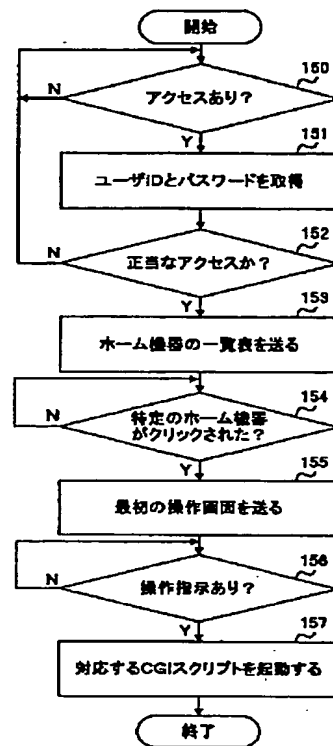 開始
150
アクセスあり?
N
Y
151
ユーザIDとパスワードを取得
152
正当なアクセスか?
N
Y
153
ホーム機器の一覧表を送る
154
特定のホーム機器
がクリックされた?
N
Y
155
最初の操作画面を送る
156
操作指示あり?
N
Y
157
対応するCGIスクリプトを起動する
終了